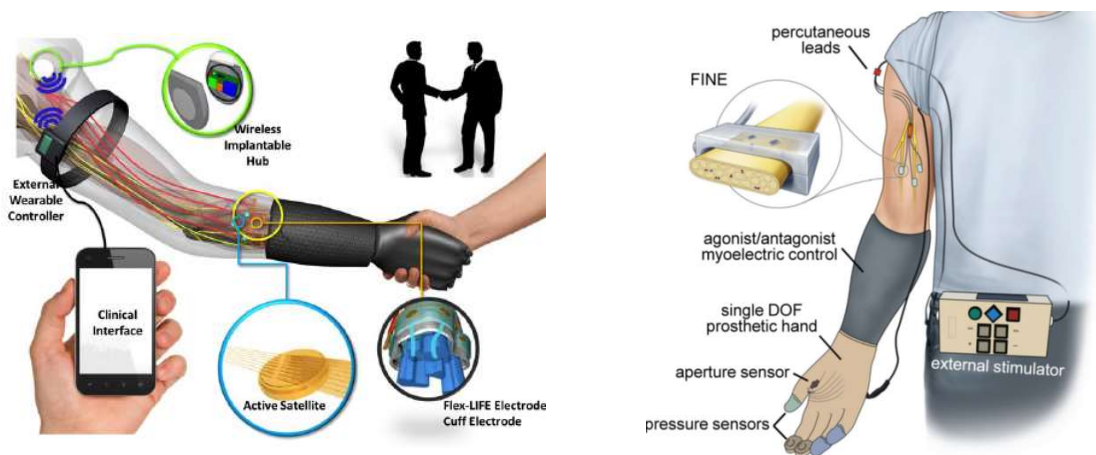 Wireless
Implantable
Hub
External
Wearable
Controller
Clinical
Interface
Active Satellite
Flex-LIFE Electrode
Cuff Electrode
percutaneous
leads
FINE
agonist/antagonist
myoelectric control
single DOF
prosthetic hand
aperture sensor
pressure sensors
external stimulator